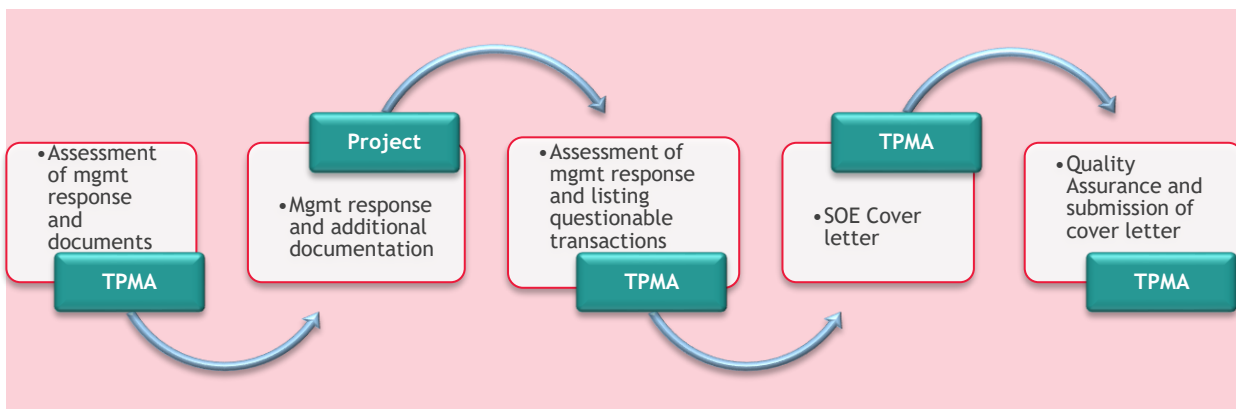 •Assessment
of mgmt
response
and
documents
TPMA
Project
•Mgmt response
and additional
documentation
•Assessment of
mgmt response
and listing
questionable
transactions
TPMA
TPMA
•SOE Cover
letter
•Quality
Assurance and
submission of
cover letter
TPMA